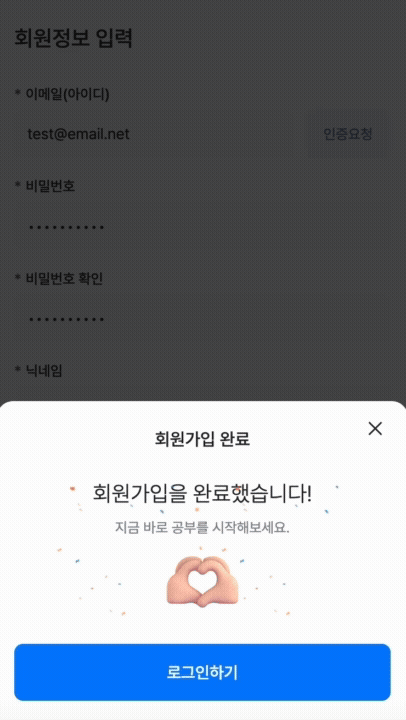 회원정보 입력
* 이메일(아이디)
test@email.net
인증요청
* 비밀번호
••••••••••
* 비밀번호 확인
••••••••••
* 닉네임
회원가입 완료
회원가입을 완료했습니다!
지금 바로 공부를 시작해보세요.
로그인하기